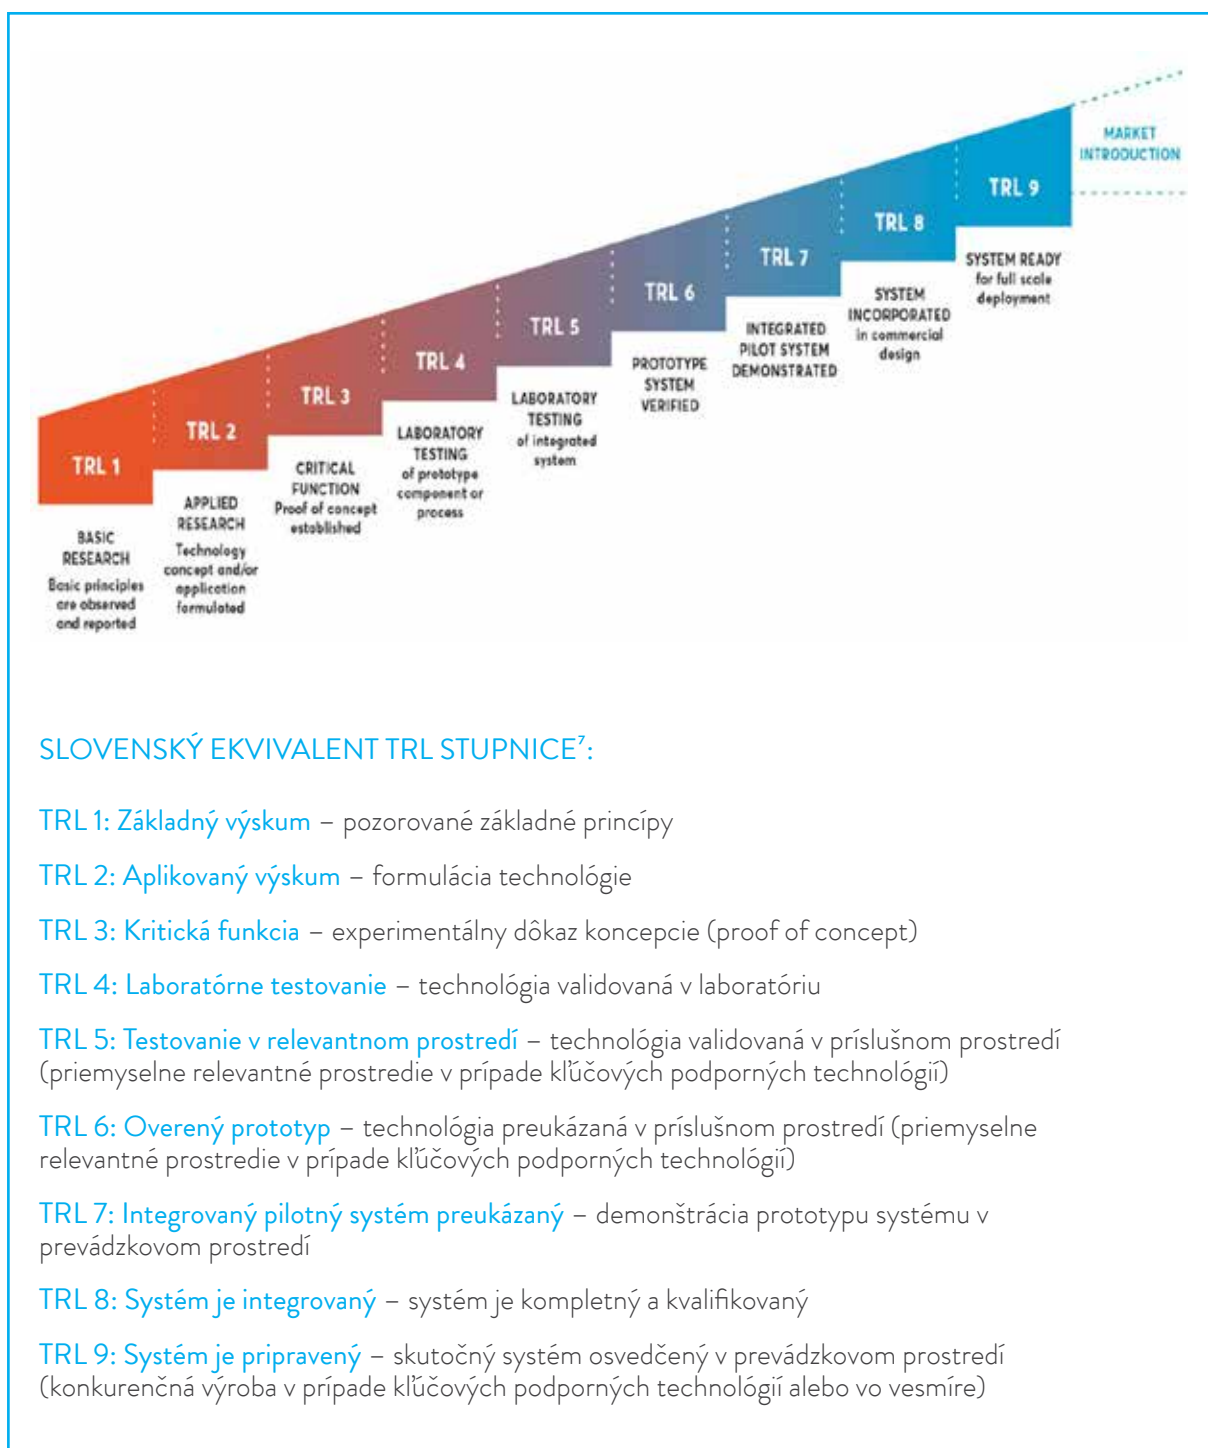 MARKET
INTRODUCTION
TRL 9
TRL 8
TRL 7
TRL 6
TRL 5
TRL 4
TRL 3
TRL 2
TRL 1
SYSTEM READY
for full scale
deployment
SYSTEM
INCORPORATED
in commercial
design
INTEGRATED
PILOT SYSTEM
DEMONSTRATED
PROTOTYPE
SYSTEM
VERIFIED
LABORATORY
TESTING
of integrated
system
LABORATORY
TESTING
of prototype
component or
process
CRITICAL
FUNCTION
Proof of concept
established
APPLIED
RESEARCH
Technology
concept and/or
application
formulated
BASIC
RESEARCH
Basic principles
are observed
and reported
SLOVENSKÝ EKVIVALENT TRL STUPNICE⁷:
TRL 1: Základný výskum – pozorované základné princípy
TRL 2: Aplikovaný výskum – formulácia technológie
TRL 3: Kritická funkcia – experimentálny dôkaz koncepcie (proof of concept)
TRL 4: Laboratórne testovanie – technológia validovaná v laboratóriu
TRL 5: Testovanie v relevantnom prostredí – technológia validovaná v príslušnom prostredí
(priemyselne relevantné prostredie v prípade kľúčových podporných technológií)
TRL 6: Overený prototyp – technológia preukázaná v príslušnom prostredí (priemyselne
relevantné prostredie v prípade kľúčových podporných technológií)
TRL 7: Integrovaný pilotný systém preukázaný – demonštrácia prototypu systému v
prevádzkovom prostredí
TRL 8: Systém je integrovaný – systém je kompletný a kvalifikovaný
TRL 9: Systém je pripravený – skutočný systém osvedčený v prevádzkovom prostredí
(konkurenčná výroba v prípade kľúčových podporných technológií alebo vo vesmíre)